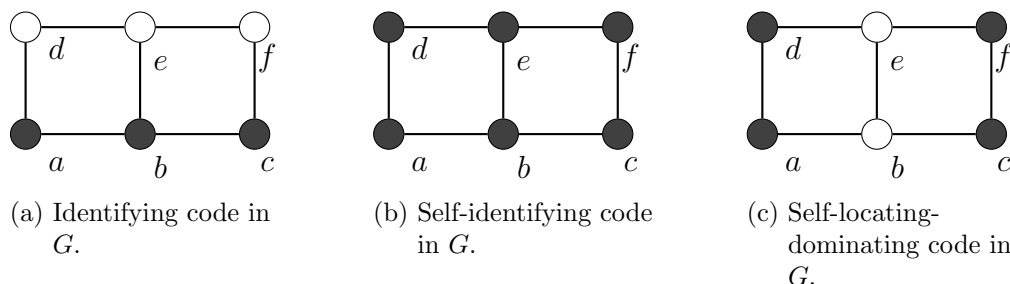 d e f
a b c
d e f
a b c
d e f
a b c
(a) Identifying code in
G.
(b) Self-identifying code
in G.
(c) Self-locating-
dominating code in
G.